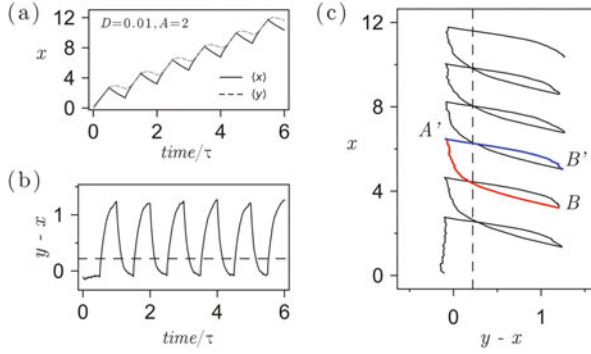 (a)
x
D=0.01, A=2
12
8
4
0
⟨x⟩
⟨y⟩
0 2 4 6
time/τ
(b)
y - x
1
0
0 2 4 6
time/τ
(c)
x
12
8
4
0
A'
B'
B
0 1
y - x